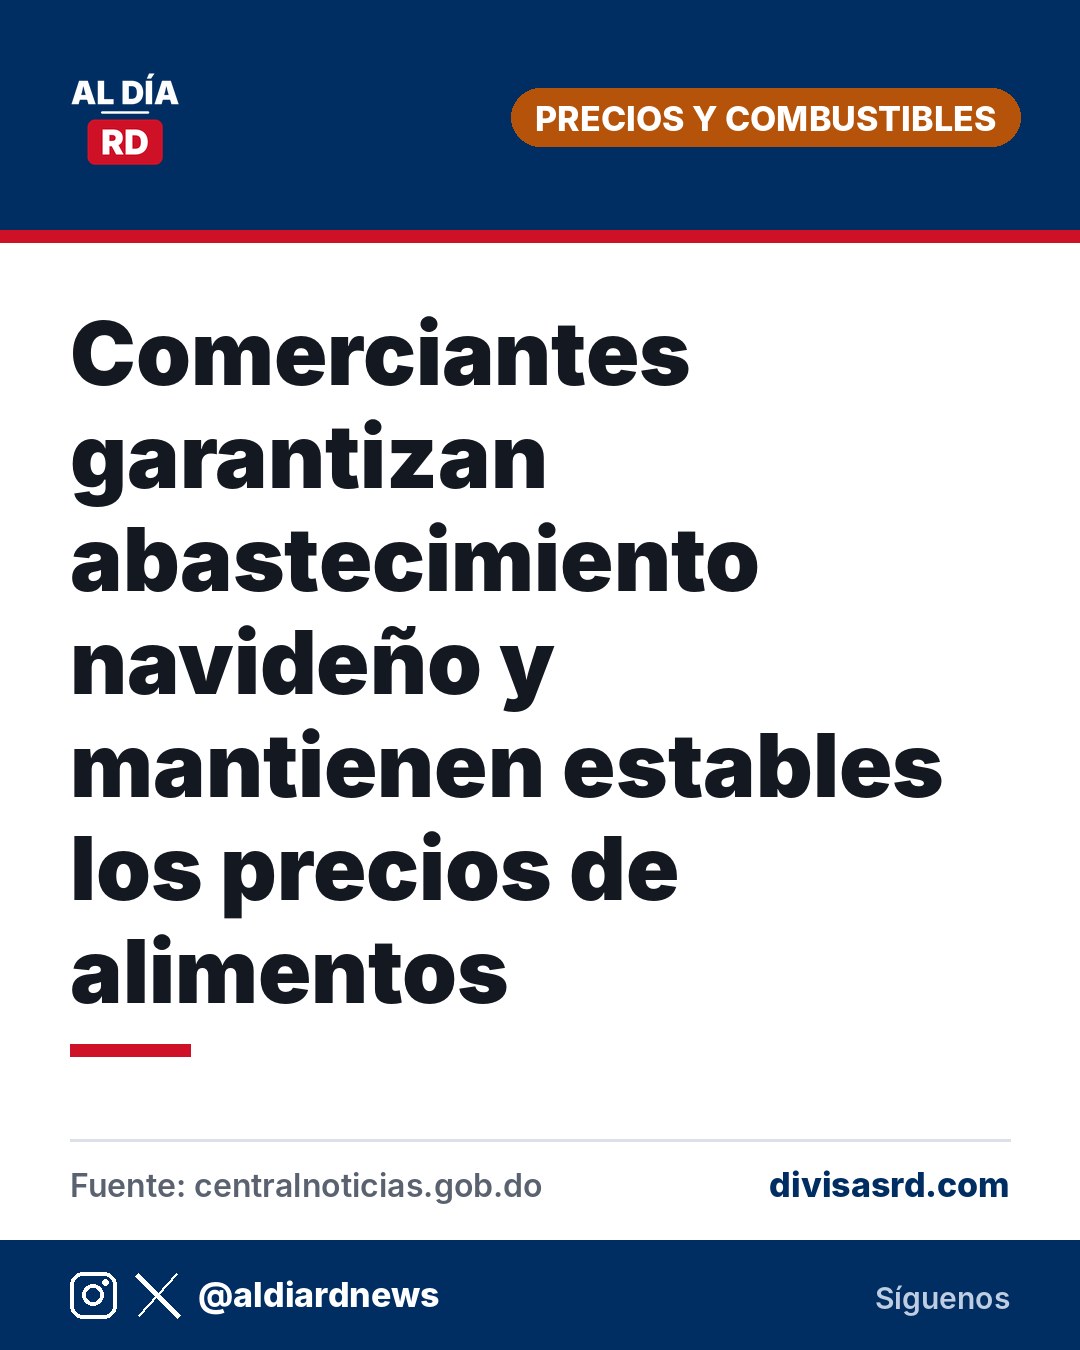 AL DÍA
RD
PRECIOS Y COMBUSTIBLES
Comerciantes
garantizan
abastecimiento
navideño y
mantienen estables
los precios de
alimentos
Fuente: centralnoticias.gob.do
divisasrd.com
@aldiardnews
Síguenos